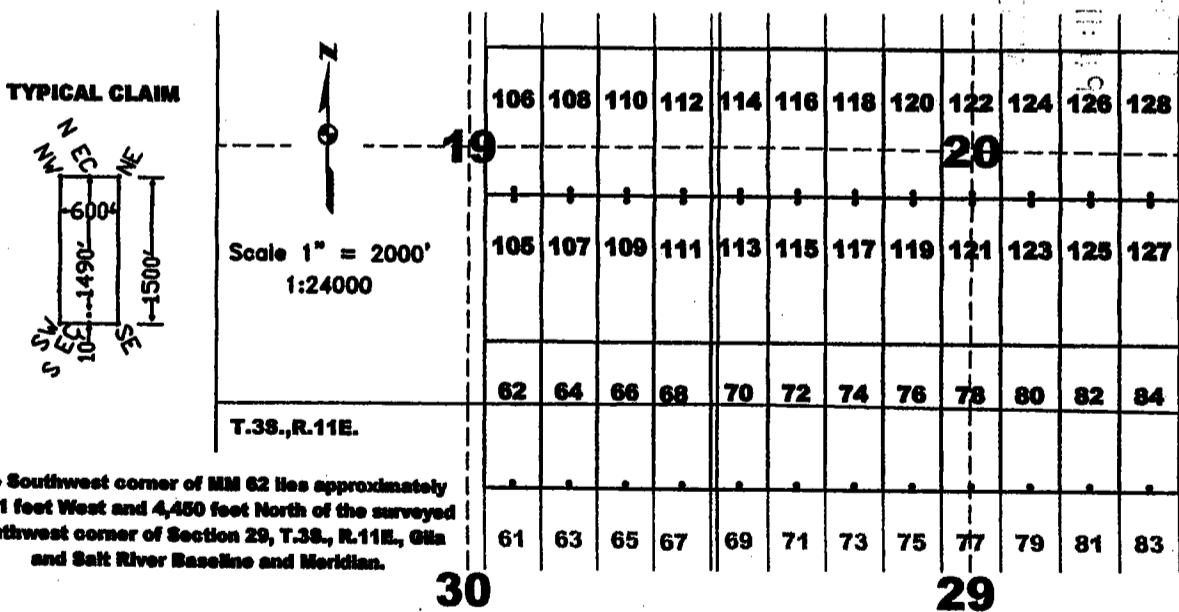 TYPICAL CLAIM
N EC
NW
NE
600'
1490'
1500'
10'
SW
S EC
SE
N
Scale 1" = 2000'
1:24000
T.3S.,R.11E.
Southwest corner of MM 62 lies approximately
1 feet West and 4,450 feet North of the surveyed
thwest corner of Section 29, T.3S., R.11E., Gila
and Salt River Baseline and Meridian.
106 108 110 112 114 116 118 120 122 124 126 128
19 20
105 107 109 111 113 115 117 119 121 123 125 127
62 64 66 68 70 72 74 76 78 80 82 84
61 63 65 67 69 71 73 75 77 79 81 83
30 29